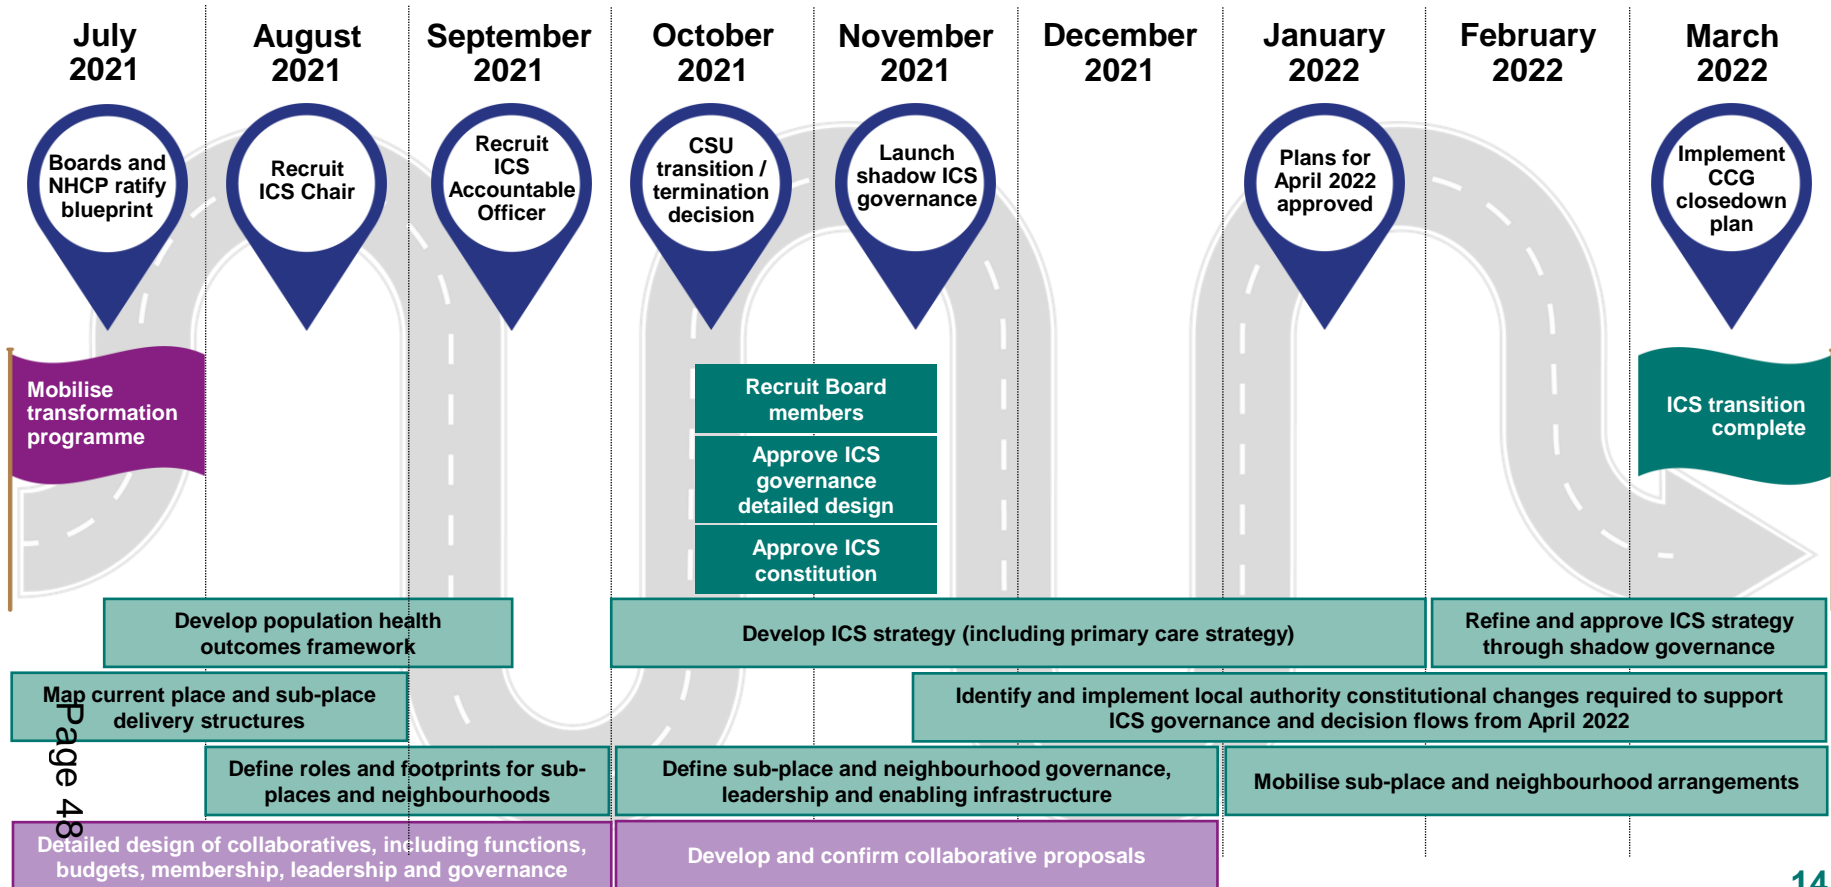 July
2021
August
2021
September
2021
October
2021
November
2021
December
2021
January
2022
February
2022
March
2022
Boards and
NHCP ratify
blueprint
Recruit
ICS Chair
Recruit
ICS
Accountable
Officer
CSU
transition /
termination
decision
Launch
shadow ICS
governance
Plans for
April 2022
approved
Implement
CCG
closedown
plan
Mobilise
transformation
programme
Recruit Board
members
Approve ICS
governance
detailed design
Approve ICS
constitution
ICS transition
complete
Develop population health
outcomes framework
Develop ICS strategy (including primary care strategy)
Refine and approve ICS strategy
through shadow governance
Map current place and sub-place
delivery structures
Identify and implement local authority constitutional changes required to support
ICS governance and decision flows from April 2022
Define roles and footprints for sub-
places and neighbourhoods
Define sub-place and neighbourhood governance,
leadership and enabling infrastructure
Mobilise sub-place and neighbourhood arrangements
Detailed design of collaboratives, including functions,
budgets, membership, leadership and governance
Develop and confirm collaborative proposals
Page 48
14